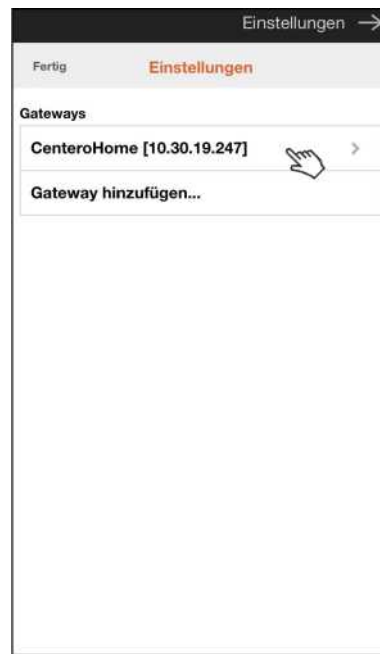 Einstellungen →
Fertig Einstellungen
Gateways
CenteroHome [10.30.19.247] >
Gateway hinzufügen...